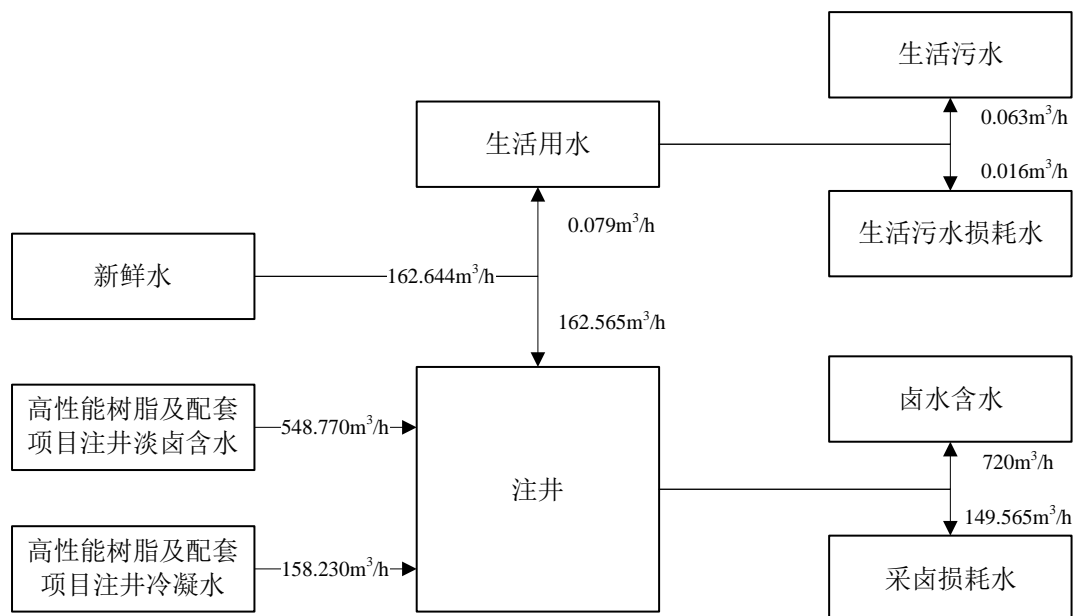 生活污水
0.063m³/h
生活用水
0.016m³/h
0.079m³/h
生活污水损耗水
新鲜水
162.644m³/h
162.565m³/h
高性能树脂及配套
项目注井淡卤含水
548.770m³/h
卤水含水
720m³/h
注井
149.565m³/h
高性能树脂及配套
项目注井冷凝水
158.230m³/h
采卤损耗水